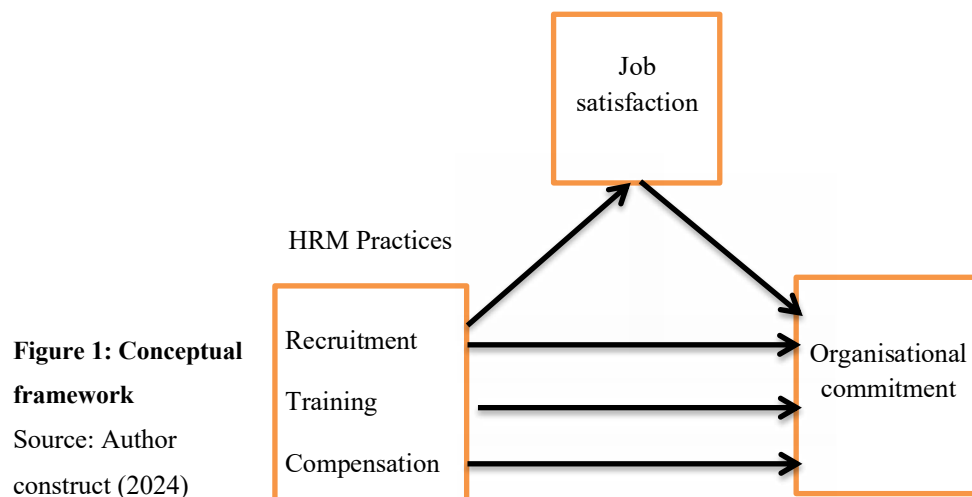 Job
satisfaction
HRM Practices
Recruitment
Training
Compensation
Organisational
commitment
Figure 1: Conceptual
framework
Source: Author
construct (2024)